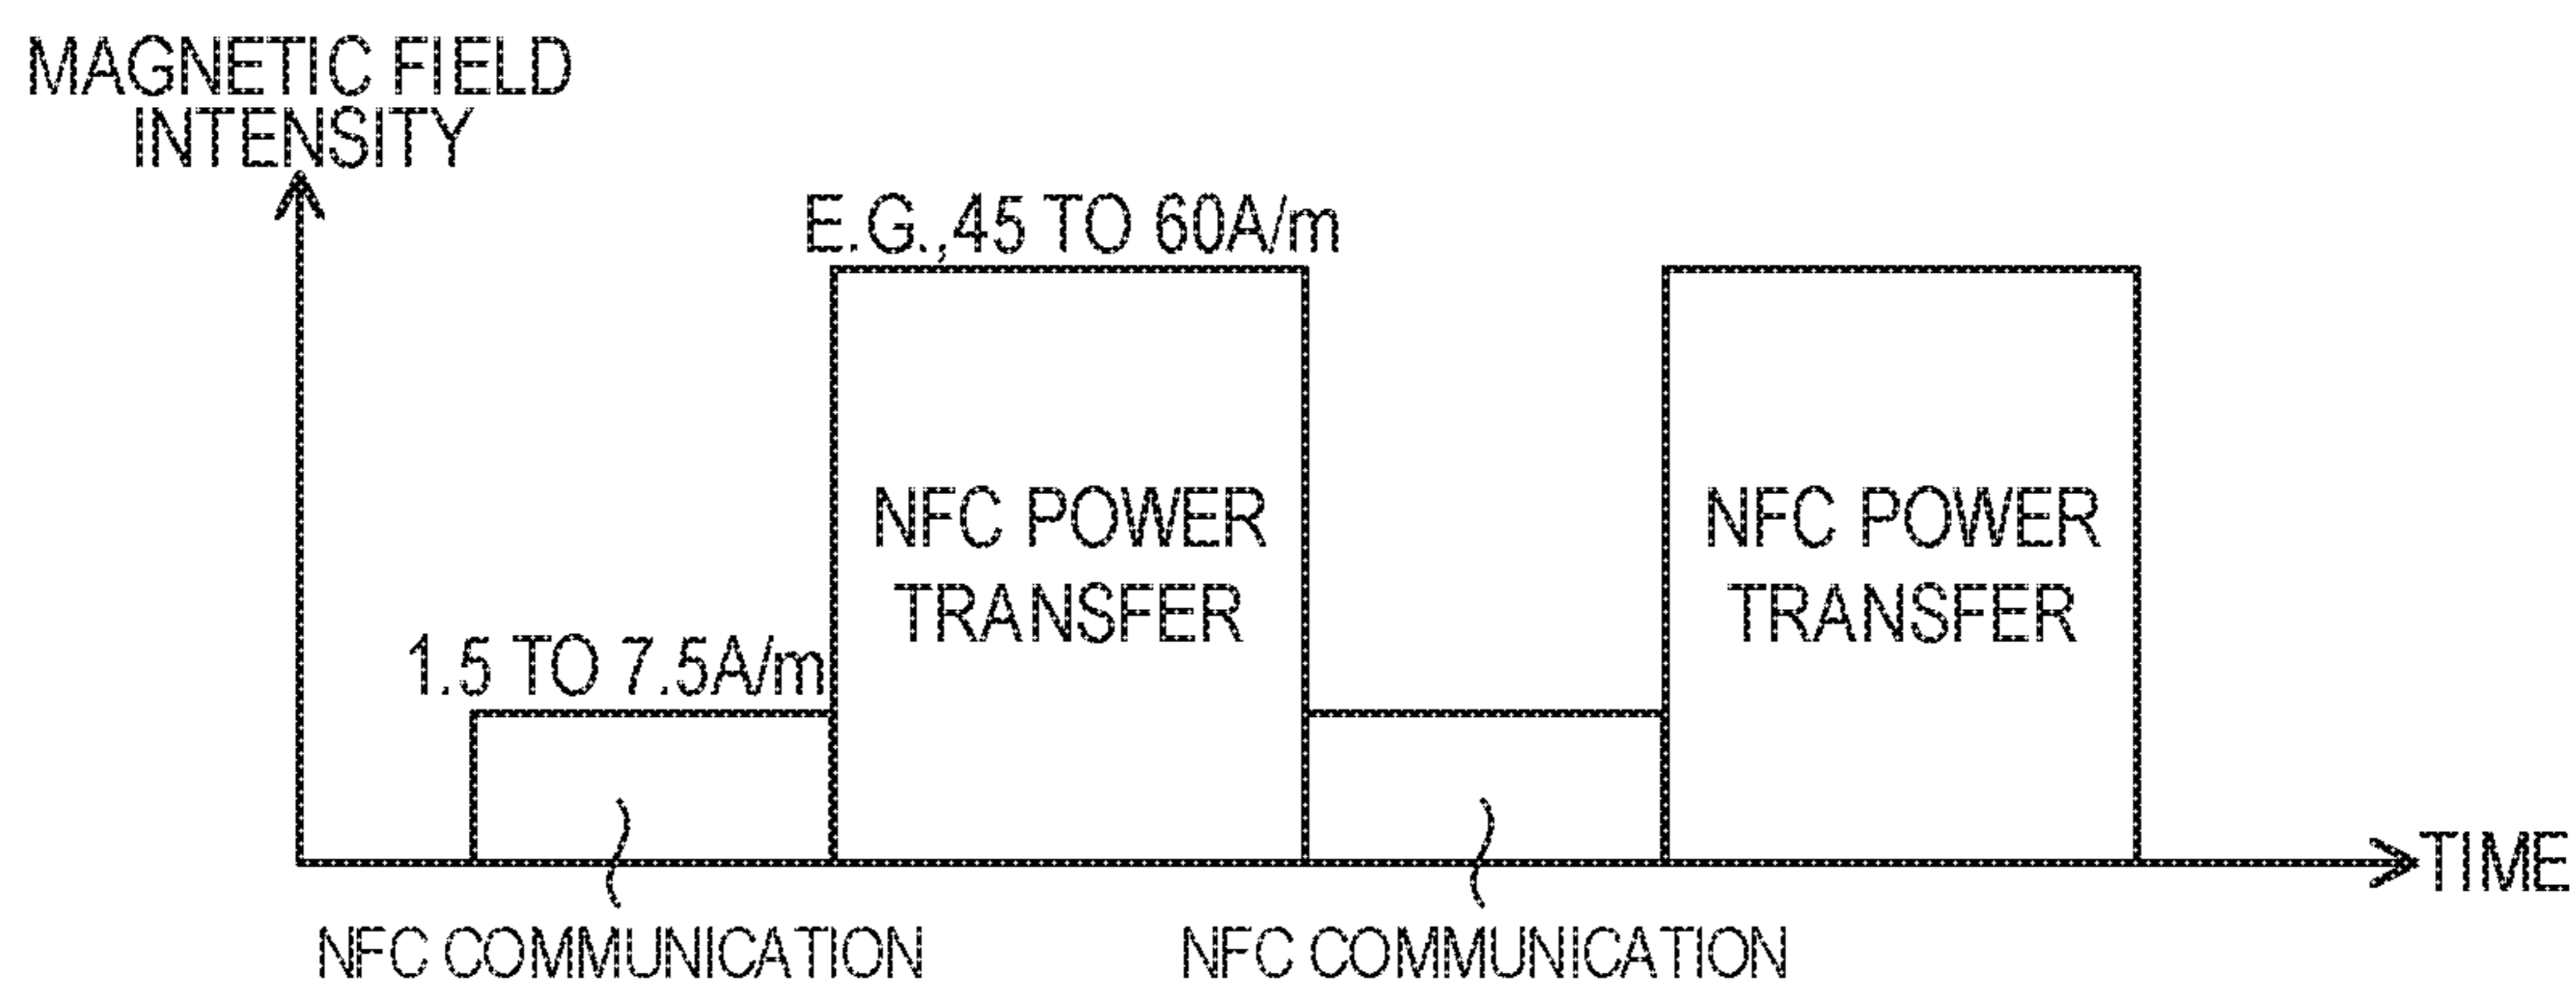 MAGNETIC FIELD
INTENSITY
E.G.,45 TO 60A/m
NFC POWER
TRANSFER
NFC POWER
TRANSFER
1.5 TO 7.5A/m
TIME
NFC COMMUNICATION
NFC COMMUNICATION